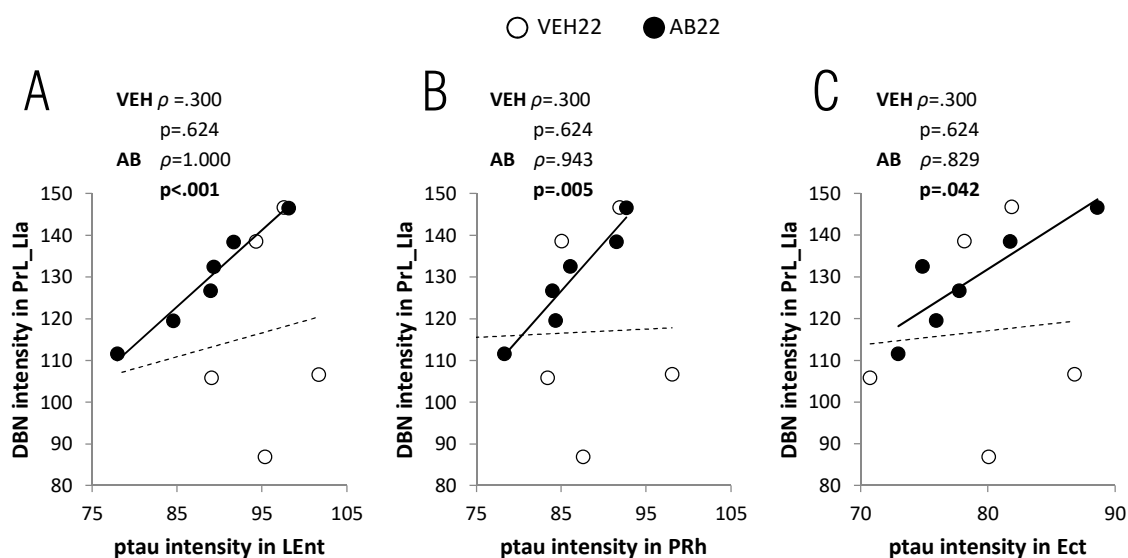 VEH22 AB22
A
VEH ρ =.300
p=.624
AB ρ=1.000
p<.001
DBN intensity in PrL_LIa
150
140
130
120
110
100
90
80
75 85 95 105
ptau intensity in LEnt
B
VEH ρ =.300
p=.624
AB ρ=.943
p=.005
DBN intensity in PrL_LIa
150
140
130
120
110
100
90
80
75 85 95 105
ptau intensity in PRh
C
VEH ρ =.300
p=.624
AB ρ=.829
p=.042
DBN intensity in PrL_LIa
150
140
130
120
110
100
90
80
70 80 90
ptau intensity in Ect